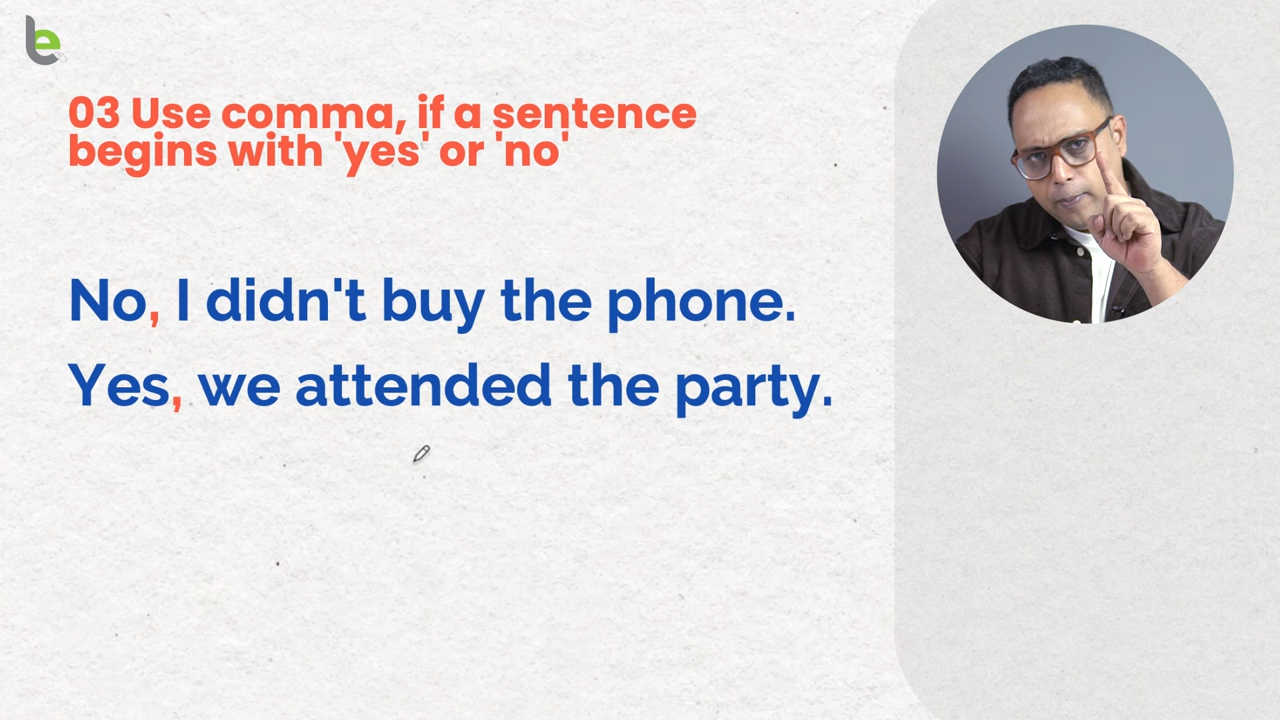 03 Use comma, if a sentence
begins with 'yes' or 'no'
No, I didn't buy the phone.
Yes, we attended the party.